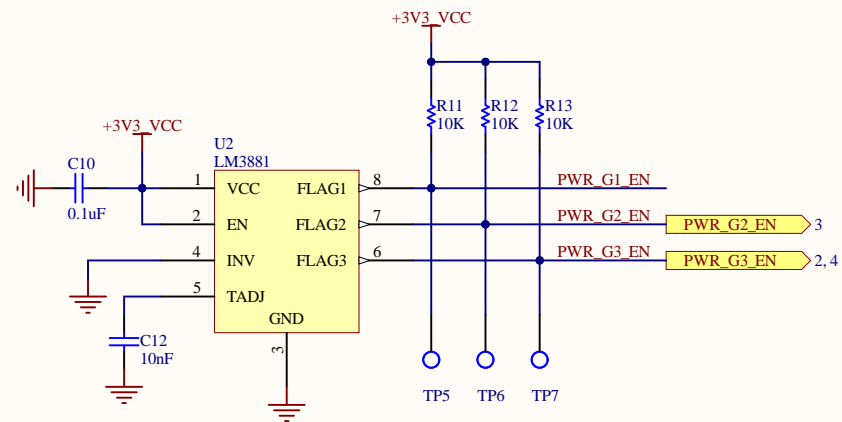 +3V3_VCC
R11
10K
R12
10K
R13
10K
+3V3_VCC
C10
0.1uF
U2
LM3881
1
VCC
FLAG1
8
PWR_G1_EN
2
EN
FLAG2
7
PWR_G2_EN
PWR_G2_EN
3
4
INV
FLAG3
6
PWR_G3_EN
PWR_G3_EN
2, 4
5
TADJ
GND
3
C12
10nF
TP5
TP6
TP7